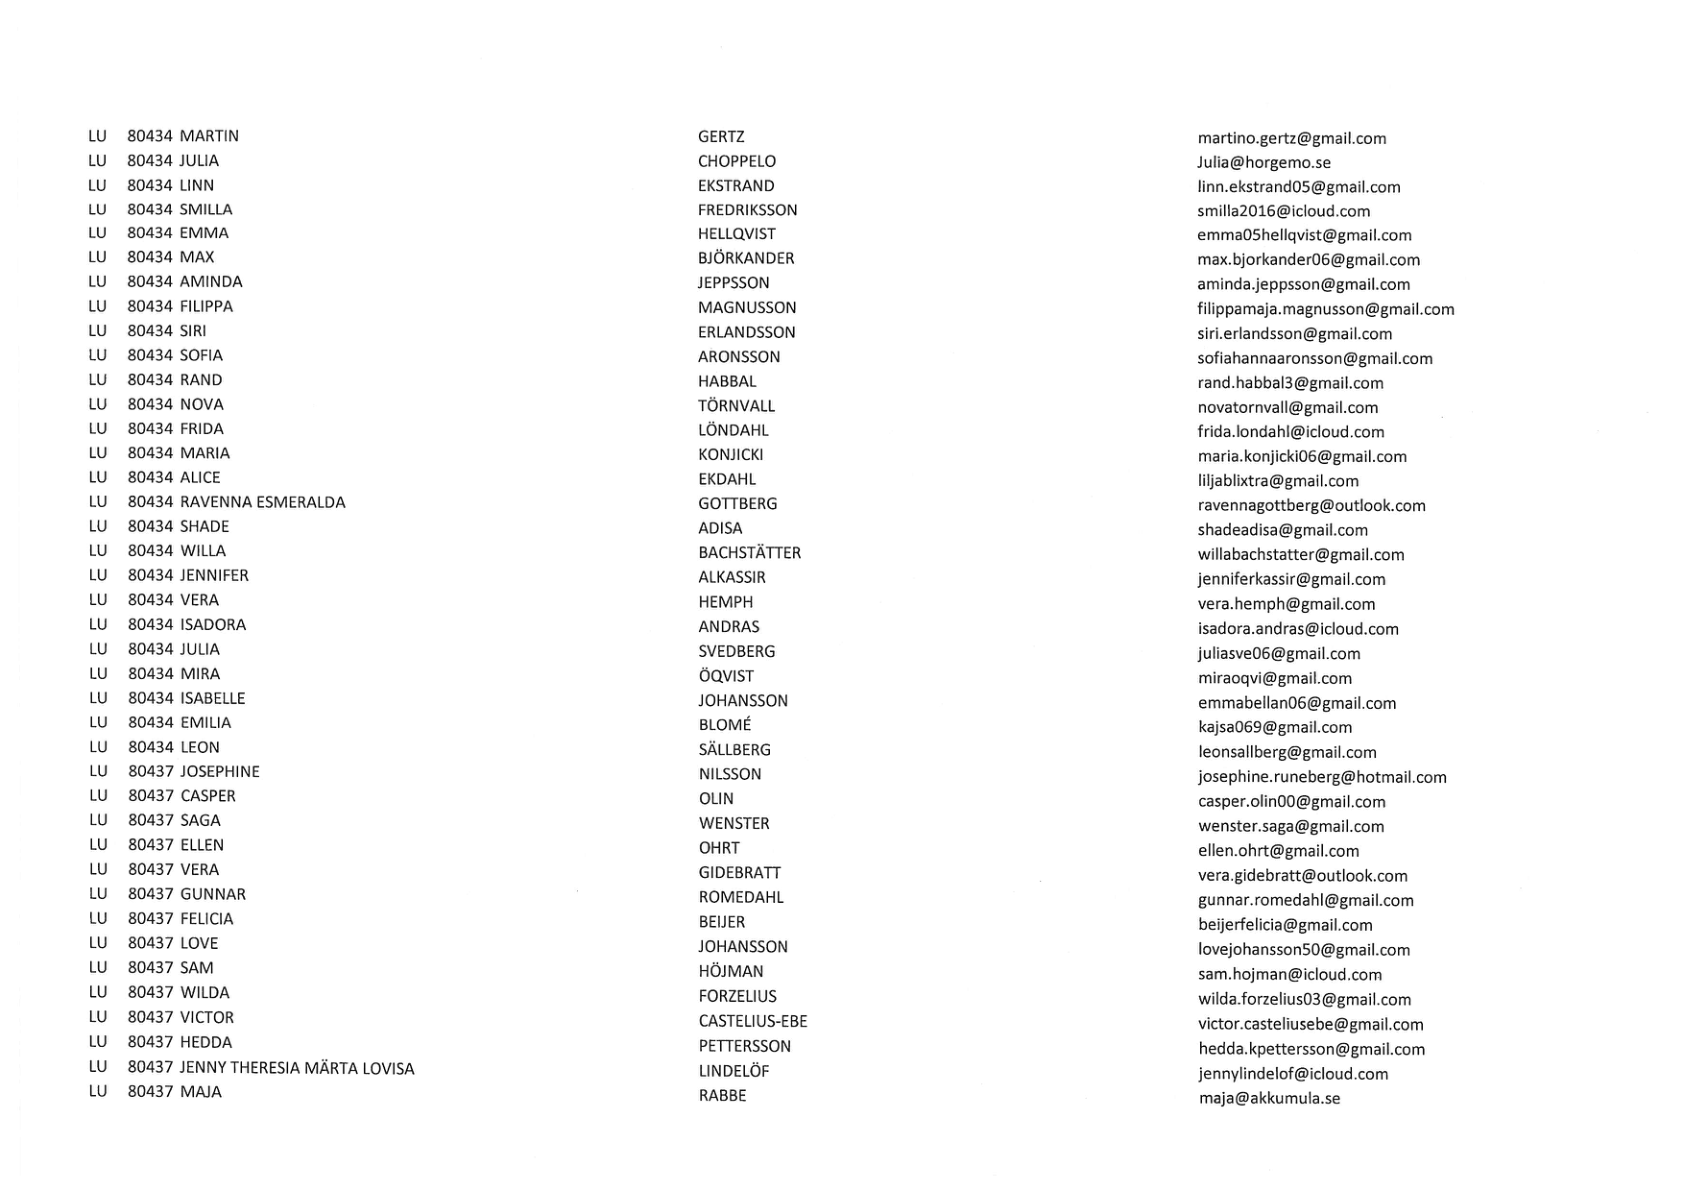 LU 80434 MARTIN GERTZ martino.gertz@gmail.com
LU 80434 JULIA CHOPPELO Julia@horgemo.se
LU 80434 LINN EKSTRAND linn.ekstrand05@gmail.com
LU 80434 SMILLA FREDRIKSSON smilla2016@icloud.com
LU 80434 EMMA HELLQVIST emma05hellqvist@gmail.com
LU 80434 MAX BJÖRKANDER max.bjorkander06@gmail.com
LU 80434 AMINDA JEPPSSON aminda.jeppsson@gmail.com
LU 80434 FILIPPA MAGNUSSON filippamaja.magnusson@gmail.com
LU 80434 SIRI ERLANDSSON siri.erlandsson@gmail.com
LU 80434 SOFIA ARONSSON sofiahannaaronsson@gmail.com
LU 80434 RAND HABBAL rand.habbal3@gmail.com
LU 80434 NOVA TÖRNVALL novatornvall@gmail.com
LU 80434 FRIDA LÖNDAHL frida.londahl@icloud.com
LU 80434 MARIA KONJICKI maria.konjicki06@gmail.com
LU 80434 ALICE EKDAHL liljablixtra@gmail.com
LU 80434 RAVENNA ESMERALDA GOTTBERG ravennagottberg@outlook.com
LU 80434 SHADE ADISA shadeadisa@gmail.com
LU 80434 WILLA BACHSTÄTTER willabachstatter@gmail.com
LU 80434 JENNIFER ALKASSIR jenniferkassir@gmail.com
LU 80434 VERA HEMPH vera.hemph@gmail.com
LU 80434 ISADORA ANDRAS isadora.andras@icloud.com
LU 80434 JULIA SVEDBERG juliasve06@gmail.com
LU 80434 MIRA ÖQVIST miraoqvi@gmail.com
LU 80434 ISABELLE JOHANSSON emmabellan06@gmail.com
LU 80434 EMILIA BLOMÉ kajsa069@gmail.com
LU 80434 LEON SÄLLBERG leonsallberg@gmail.com
LU 80437 JOSEPHINE NILSSON josephine.runeberg@hotmail.com
LU 80437 CASPER OLIN casper.olin00@gmail.com
LU 80437 SAGA WENSTER wenster.saga@gmail.com
LU 80437 ELLEN OHRT ellen.ohrt@gmail.com
LU 80437 VERA GIDEBRATT vera.gidebratt@outlook.com
LU 80437 GUNNAR ROMEDAHL gunnar.romedahl@gmail.com
LU 80437 FELICIA BEIJER beijerfelicia@gmail.com
LU 80437 LOVE JOHANSSON lovejohansson50@gmail.com
LU 80437 SAM HÖJMAN sam.hojman@icloud.com
LU 80437 WILDA FORZELIUS wilda.forzelius03@gmail.com
LU 80437 VICTOR CASTELIUS-EBE victor.casteliusebe@gmail.com
LU 80437 HEDDA PETTERSSON hedda.kpettersson@gmail.com
LU 80437 JENNY THERESIA MÄRTA LOVISA LINDELÖF jennylindelof@icloud.com
LU 80437 MAJA RABBE maja@akkumula.se